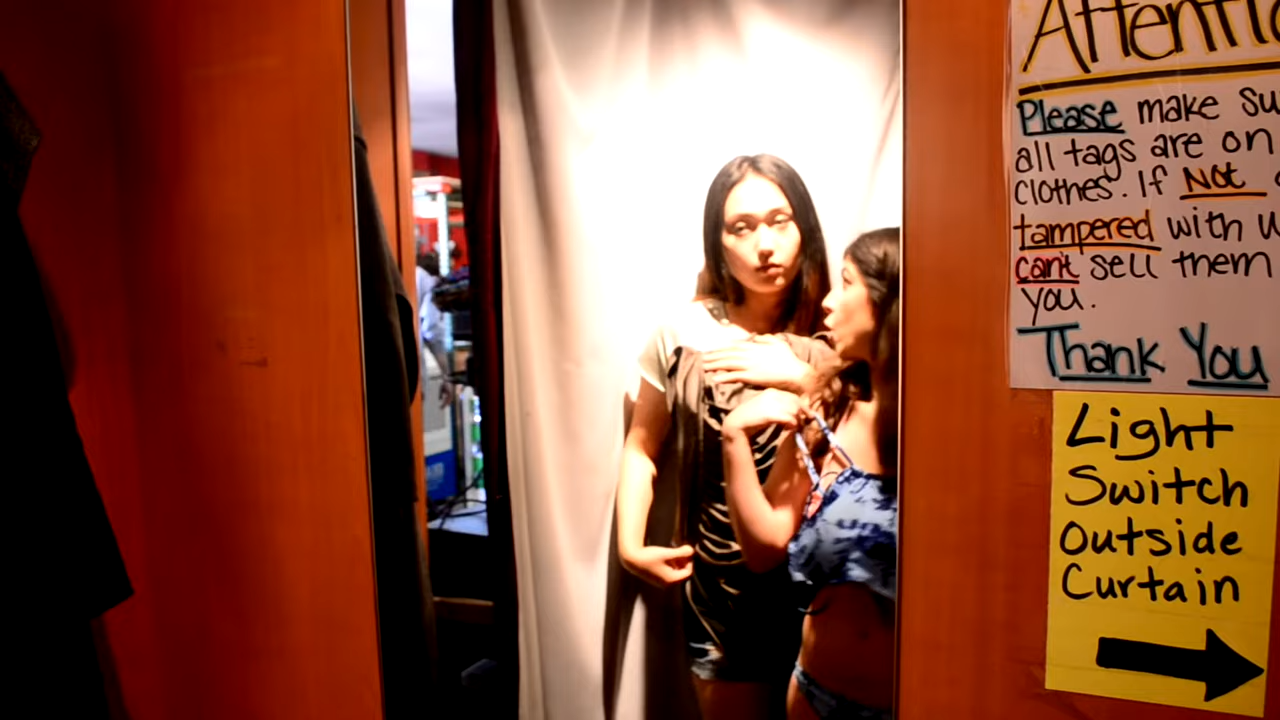 Attentio
Please make su
all tags are on
clothes. If Not
tampered with w
can't sell them
you.
Thank You
Light
Switch
Outside
Curtain